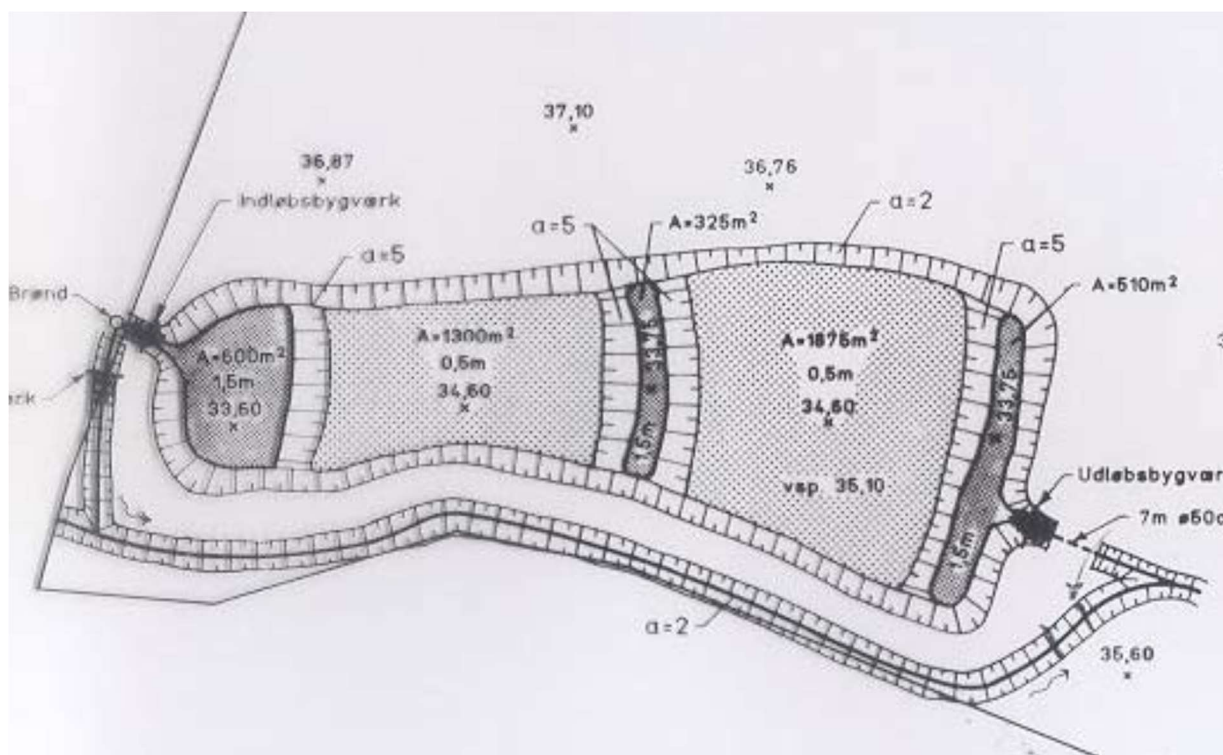 37,10
36,87
36,76
Indløbsbygværk
a=2
A=325m²
a=5
a=5
a=5
A=510m²
Brønd
A=600m²
1,5m
33,60
A=1300m²
0,5m
34,60
33,75
1,5m
A=1875m²
0,5m
34,60
vsp. 35,10
33,75
1,5m
Udløbsbygvær
7m ø50
a=2
35,60